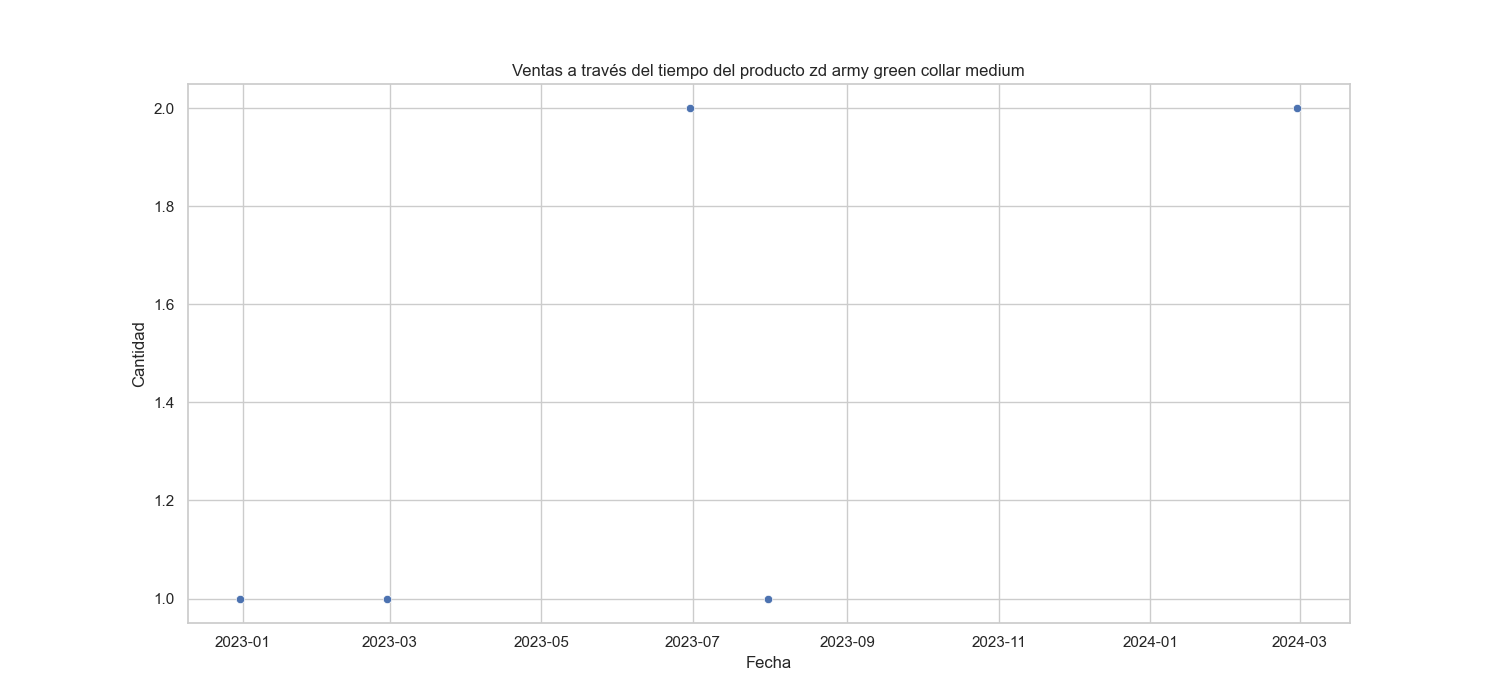 Ventas a través del tiempo del producto zd army green collar medium
2.0
1.8
1.6
1.4
1.2
1.0
Cantidad
2023-01 2023-03 2023-05 2023-07 2023-09 2023-11 2024-01 2024-03
Fecha